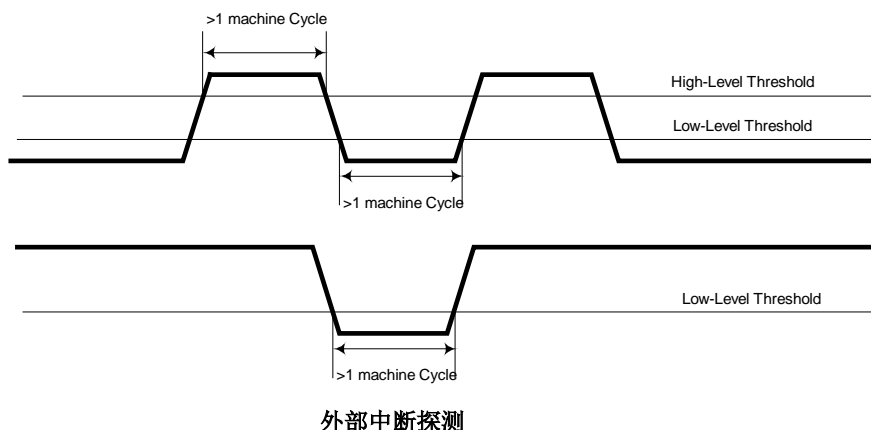 >1 machine Cycle
High-Level Threshold
Low-Level Threshold
>1 machine Cycle
Low-Level Threshold
>1 machine Cycle
外部中断探测